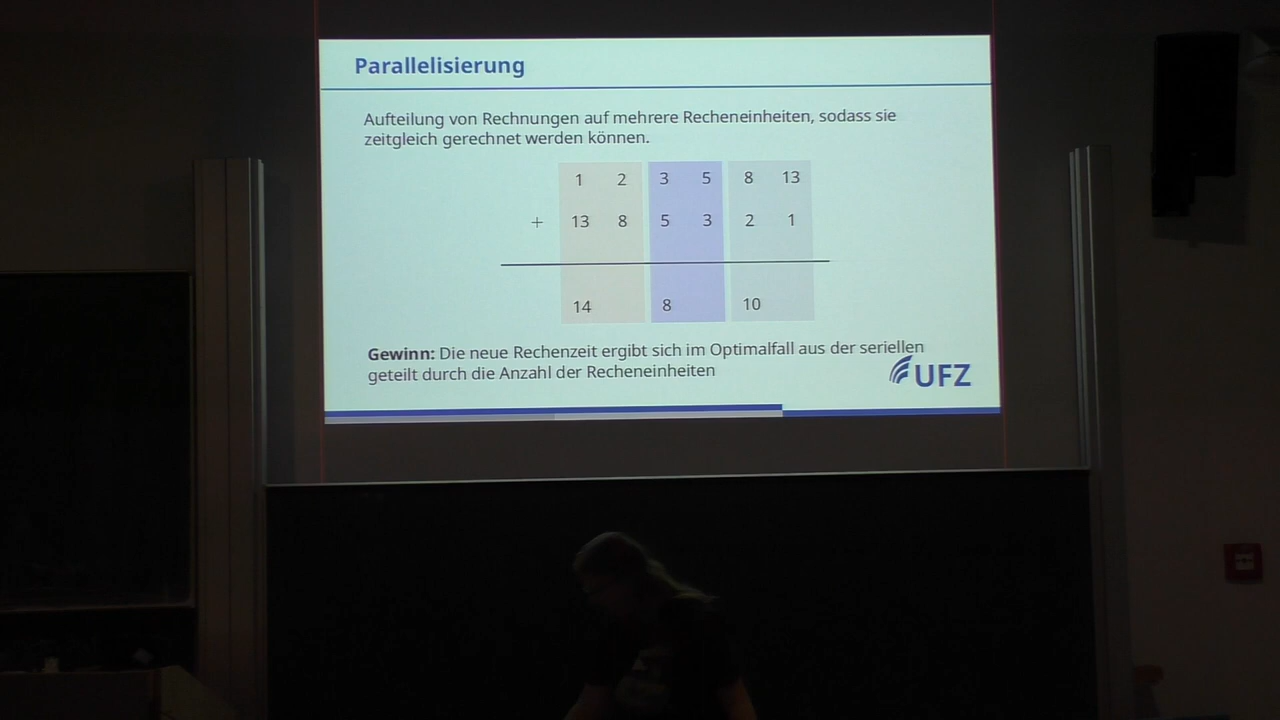 Parallelisierung
Aufteilung von Rechnungen auf mehrere Recheneinheiten, sodass sie
zeitgleich gerechnet werden können.
1 2 3 5 8 13
+ 13 8 5 3 2 1
14 8 10
Gewinn: Die neue Rechenzeit ergibt sich im Optimalfall aus der seriellen
geteilt durch die Anzahl der Recheneinheiten
UFZ